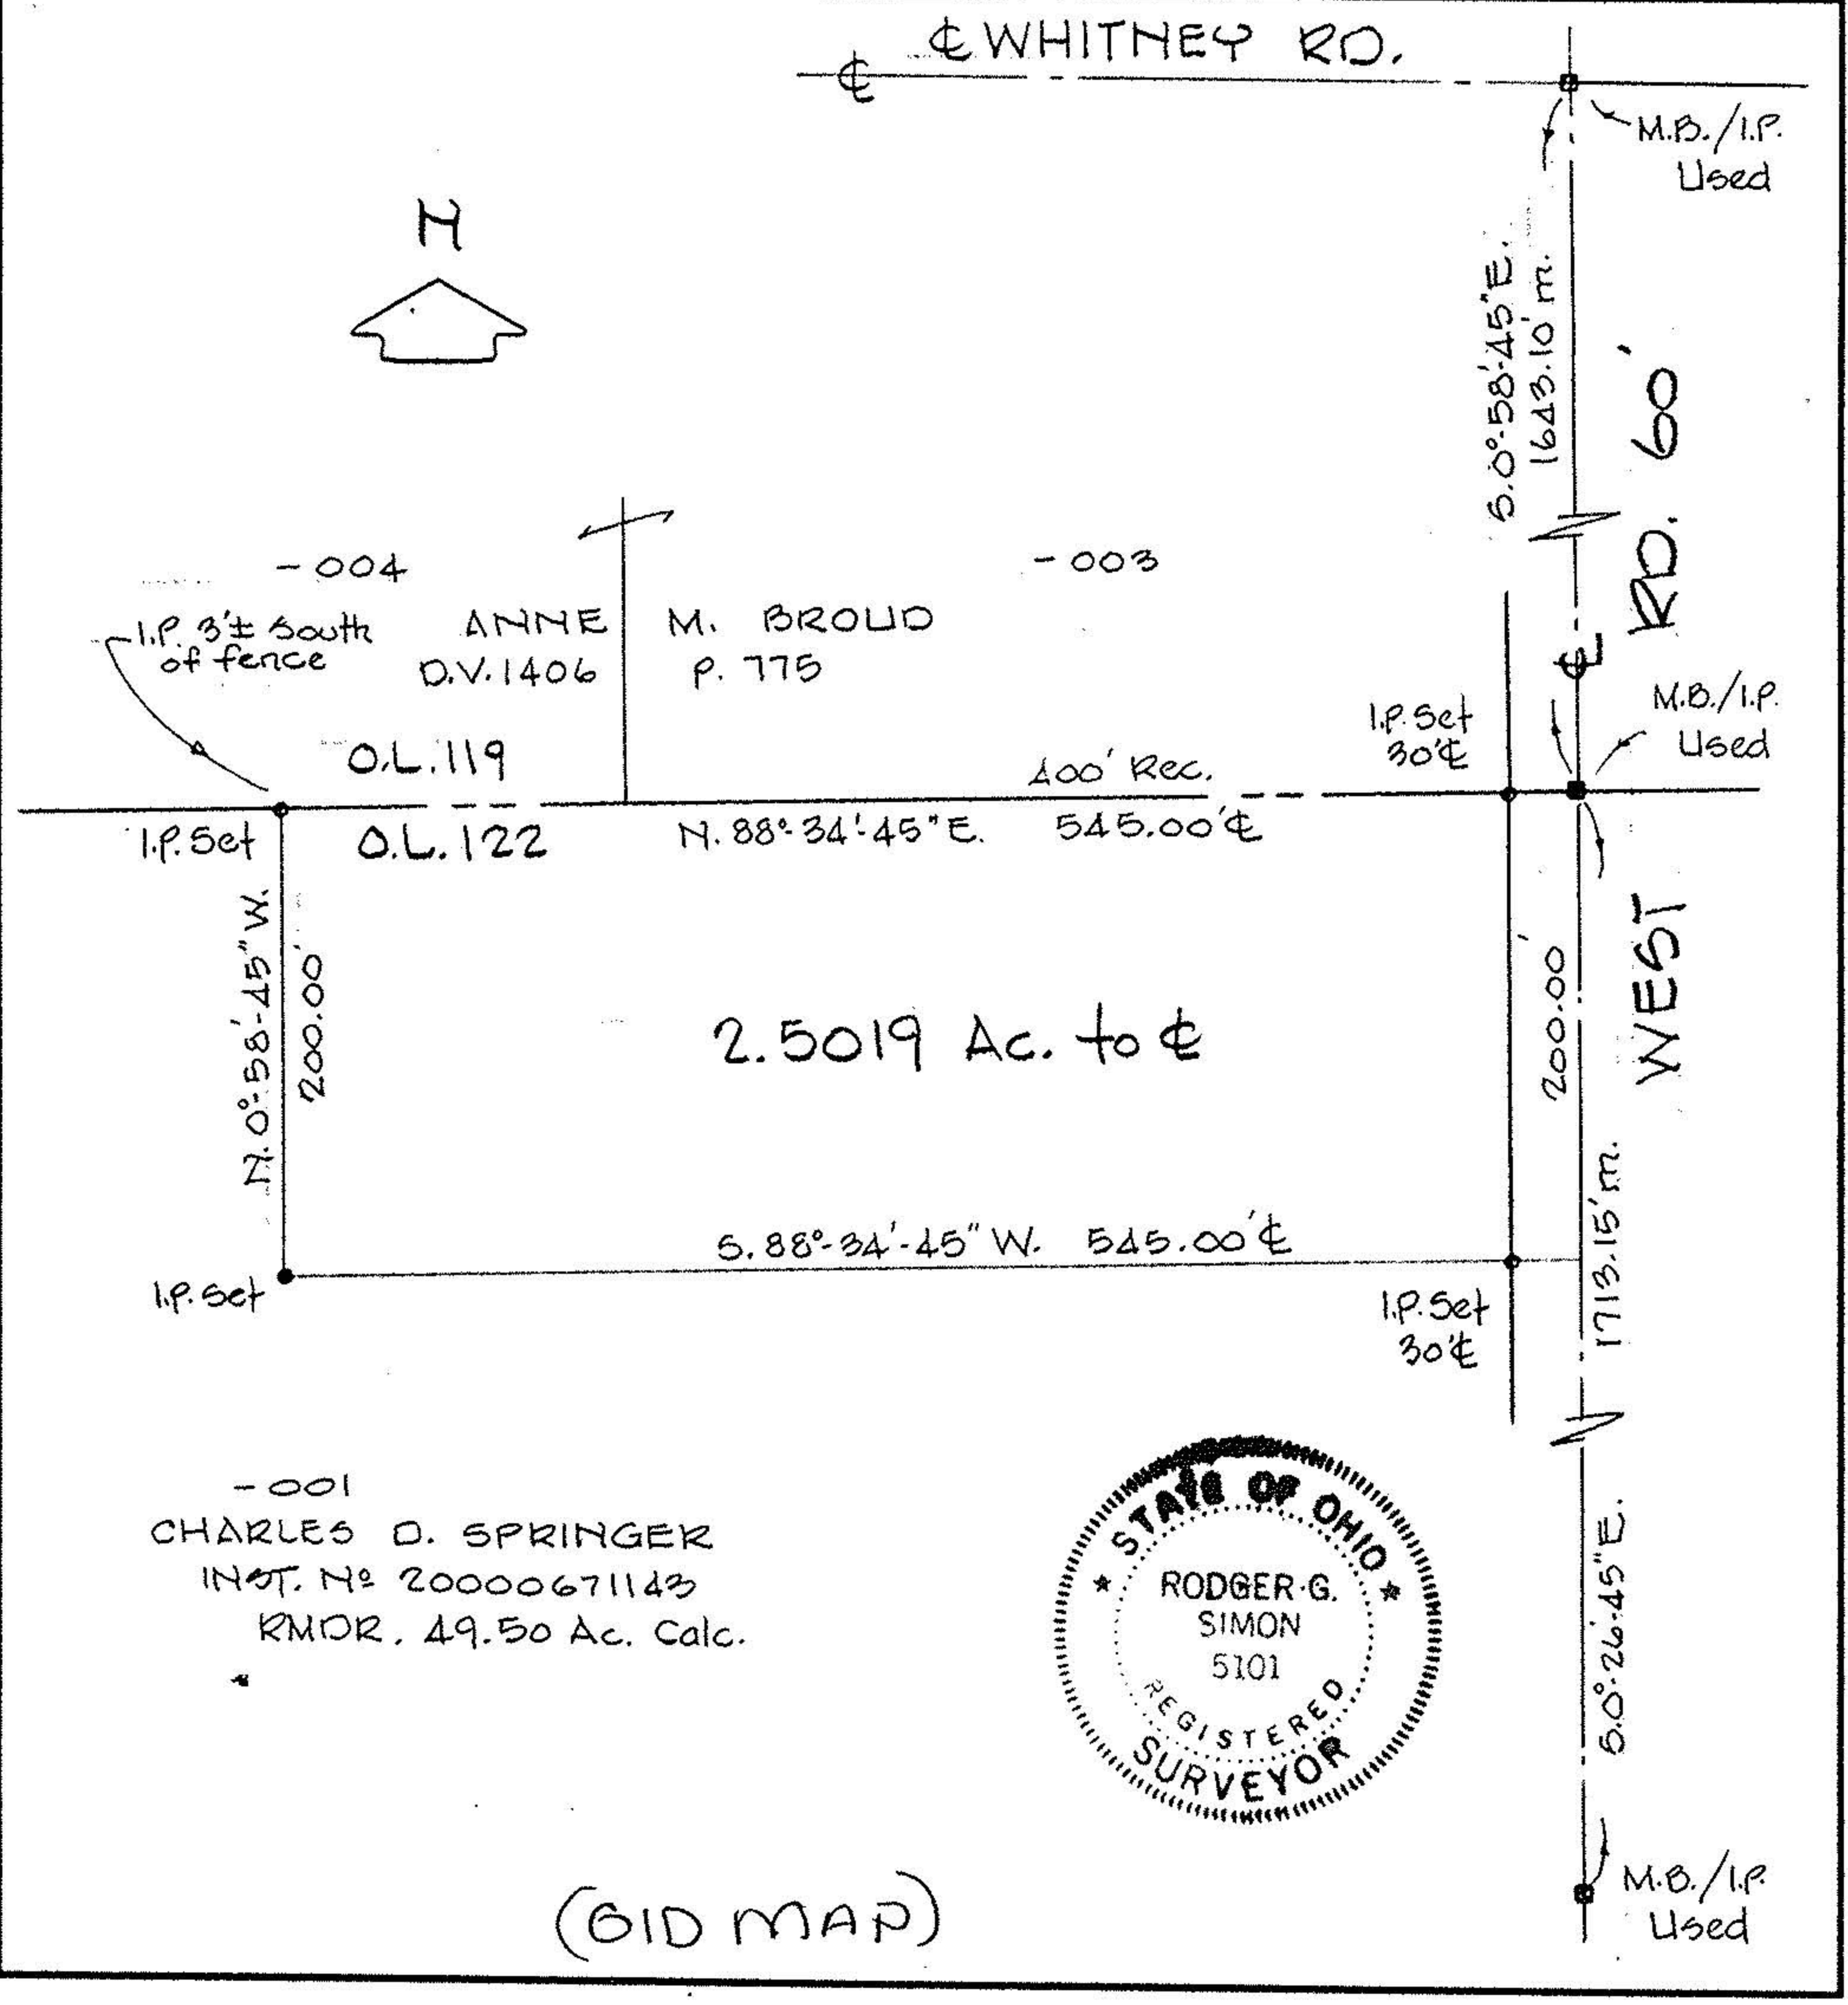 ℄ WHITNEY RD.
℄
M.B./I.P.
Used
N
S.0°-58'-45"E.
1643.10' m.
RD. 60'
-004
-003
I.P. 3'± South
of fence
ANNE M. BROUD
D.V. 1406 P. 775
℄
I.P. Set
30'℄
M.B./I.P.
Used
O.L. 119
400' Rec.
I.P. Set
O.L. 122
N. 88°-34'-45" E. 545.00'℄
N. 0°-58'-45" W.
200.00'
2.5019 Ac. to ℄
200.00'
WEST
S. 88°-34'-45" W. 545.00'℄
1713.15' m.
I.P. Set
I.P. Set
30'℄
-001
CHARLES D. SPRINGER
INST. Nº 20000671143
RMDR. 49.50 Ac. Calc.
STATE OF OHIO
RODGER G.
SIMON
5101
REGISTERED
SURVEYOR
S.0°-26'-45"E.
M.B./I.P.
Used
(GID MAP)